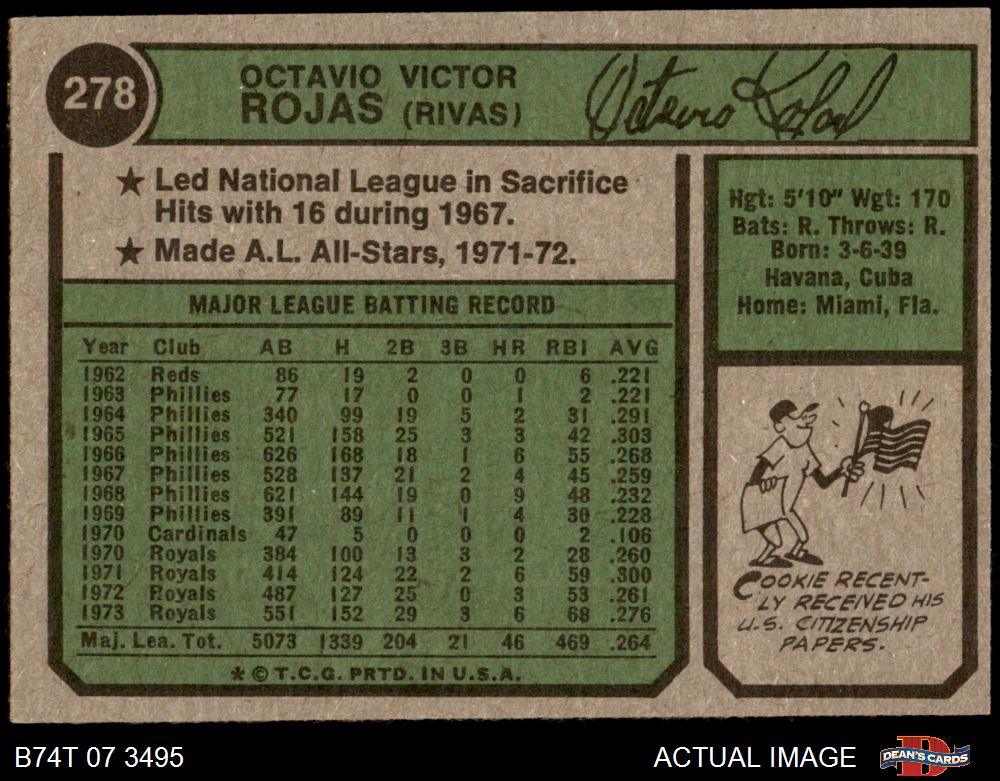 278
OCTAVIO VICTOR
ROJAS (RIVAS)
Octavio Rojas
★ Led National League in Sacrifice
Hits with 16 during 1967.
★ Made A.L. All-Stars, 1971-72.
MAJOR LEAGUE BATTING RECORD
Year Club AB H 2B 3B HR RBI AVG
1962 Reds 86 19 2 0 0 6 .221
1963 Phillies 77 17 0 0 1 2 .221
1964 Phillies 340 99 19 5 2 31 .291
1965 Phillies 521 158 25 3 3 42 .303
1966 Phillies 626 168 18 1 6 55 .268
1967 Phillies 528 137 21 2 4 45 .259
1968 Phillies 621 144 19 0 9 48 .232
1969 Phillies 391 89 11 1 4 30 .228
1970 Cardinals 47 5 0 0 0 2 .106
1970 Royals 384 100 13 3 2 28 .260
1971 Royals 414 124 22 2 6 59 .300
1972 Royals 487 127 25 0 3 53 .261
1973 Royals 551 152 29 3 6 68 .276
Maj. Lea. Tot. 5073 1339 204 21 46 469 .264
* © T.C.G. PRTD. IN U.S.A.
Hgt: 5'10" Wgt: 170
Bats: R. Throws: R.
Born: 3-6-39
Havana, Cuba
Home: Miami, Fla.
COOKIE RECENT-
LY RECEIVED HIS
U.S. CITIZENSHIP
PAPERS.
B74T 07 3495
ACTUAL IMAGE
D
DEAN'S CARDS